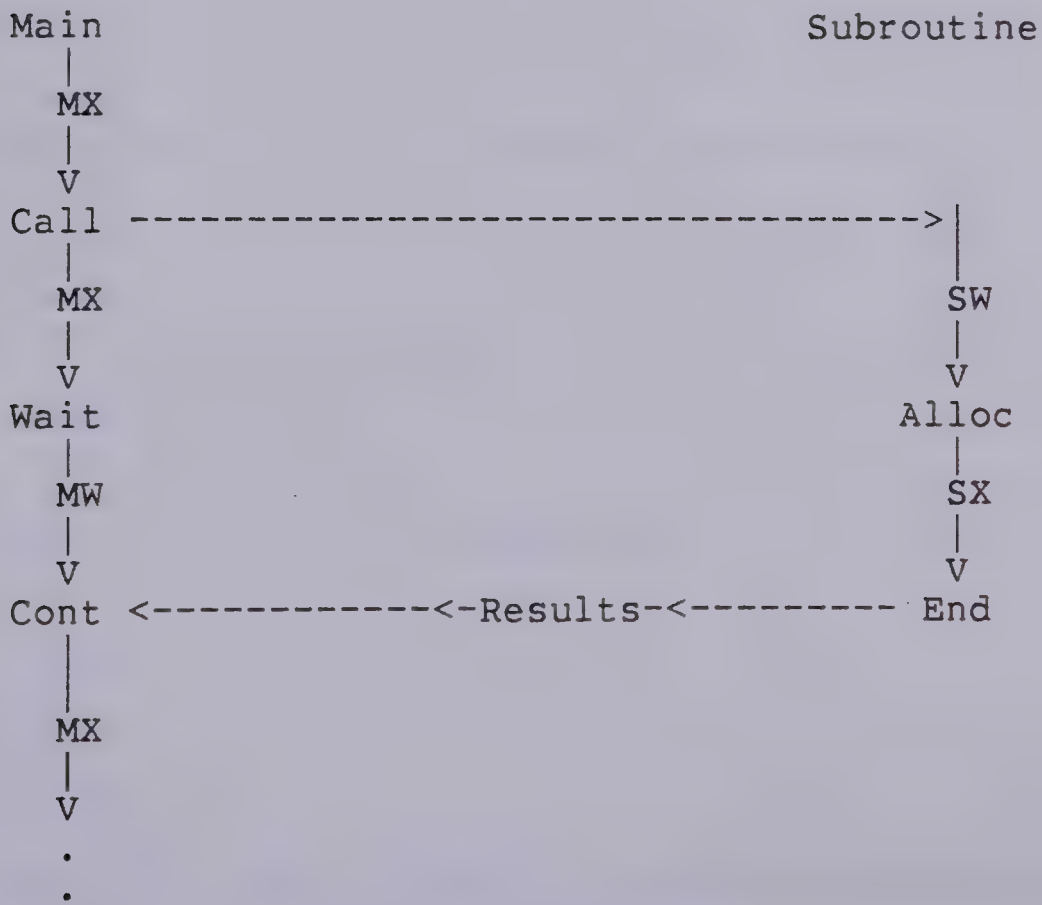 Main Subroutine
|
MX
|
V
Call ------------------------------------> |
| |
MX SW
| |
V V
Wait Alloc
| |
MW SX
| |
V V
Cont <------------<-Results-<--------- End
|
MX
|
V
.
.